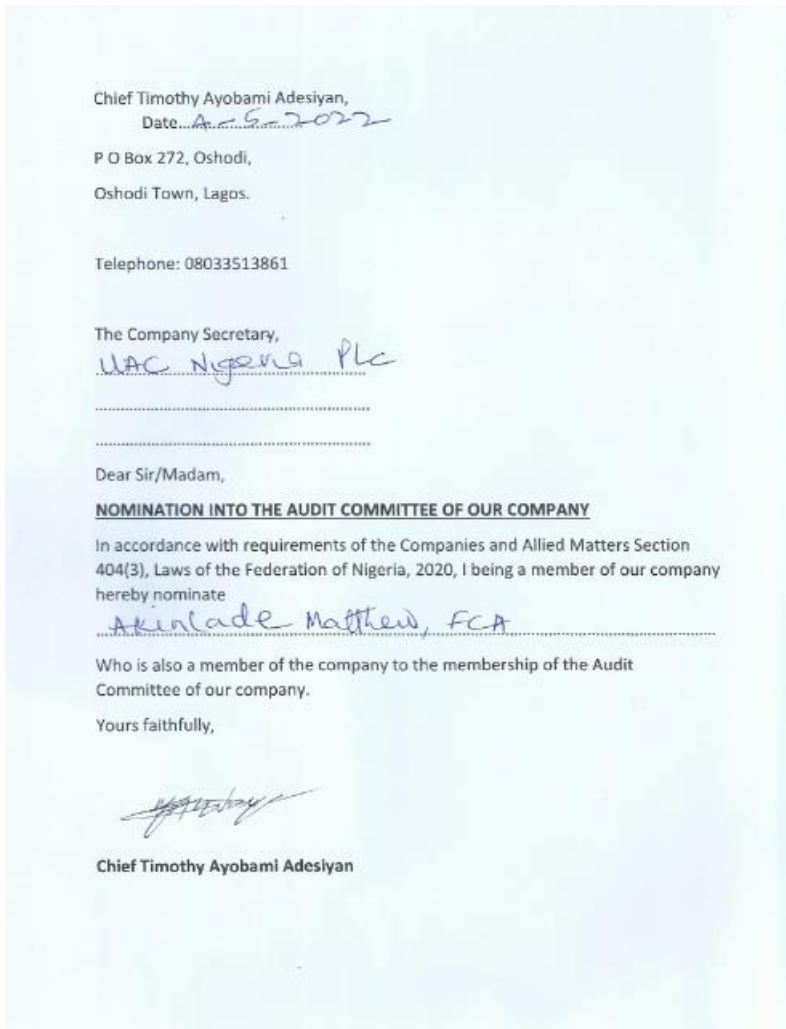 Chief Timothy Ayobami Adesiyan,
Date... 5-2022
P O Box 272, Oshodi,
Oshodi Town, Lagos.
Telephone: 08033513861
The Company Secretary,
UAC Nigeria Plc
Dear Sir/Madam,
NOMINATION INTO THE AUDIT COMMITTEE OF OUR COMPANY
In accordance with requirements of the Companies and Allied Matters Section
404(3), Laws of the Federation of Nigeria, 2020, I being a member of our company
hereby nominate
Akinlade Matthew, FCA
Who is also a member of the company to the membership of the Audit
Committee of our company.
Yours faithfully,
Chief Timothy Ayobami Adesiyan